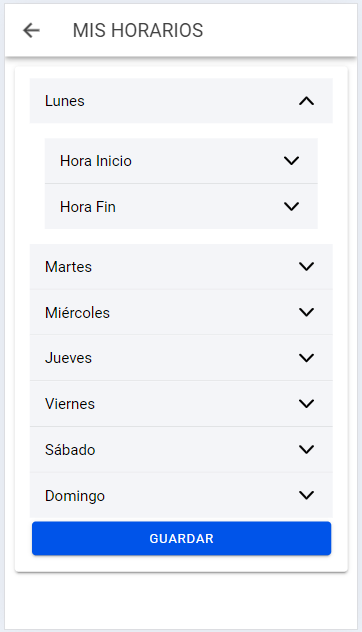 MIS HORARIOS
Lunes
Hora Inicio
Hora Fin
Martes
Miércoles
Jueves
Viernes
Sábado
Domingo
GUARDAR